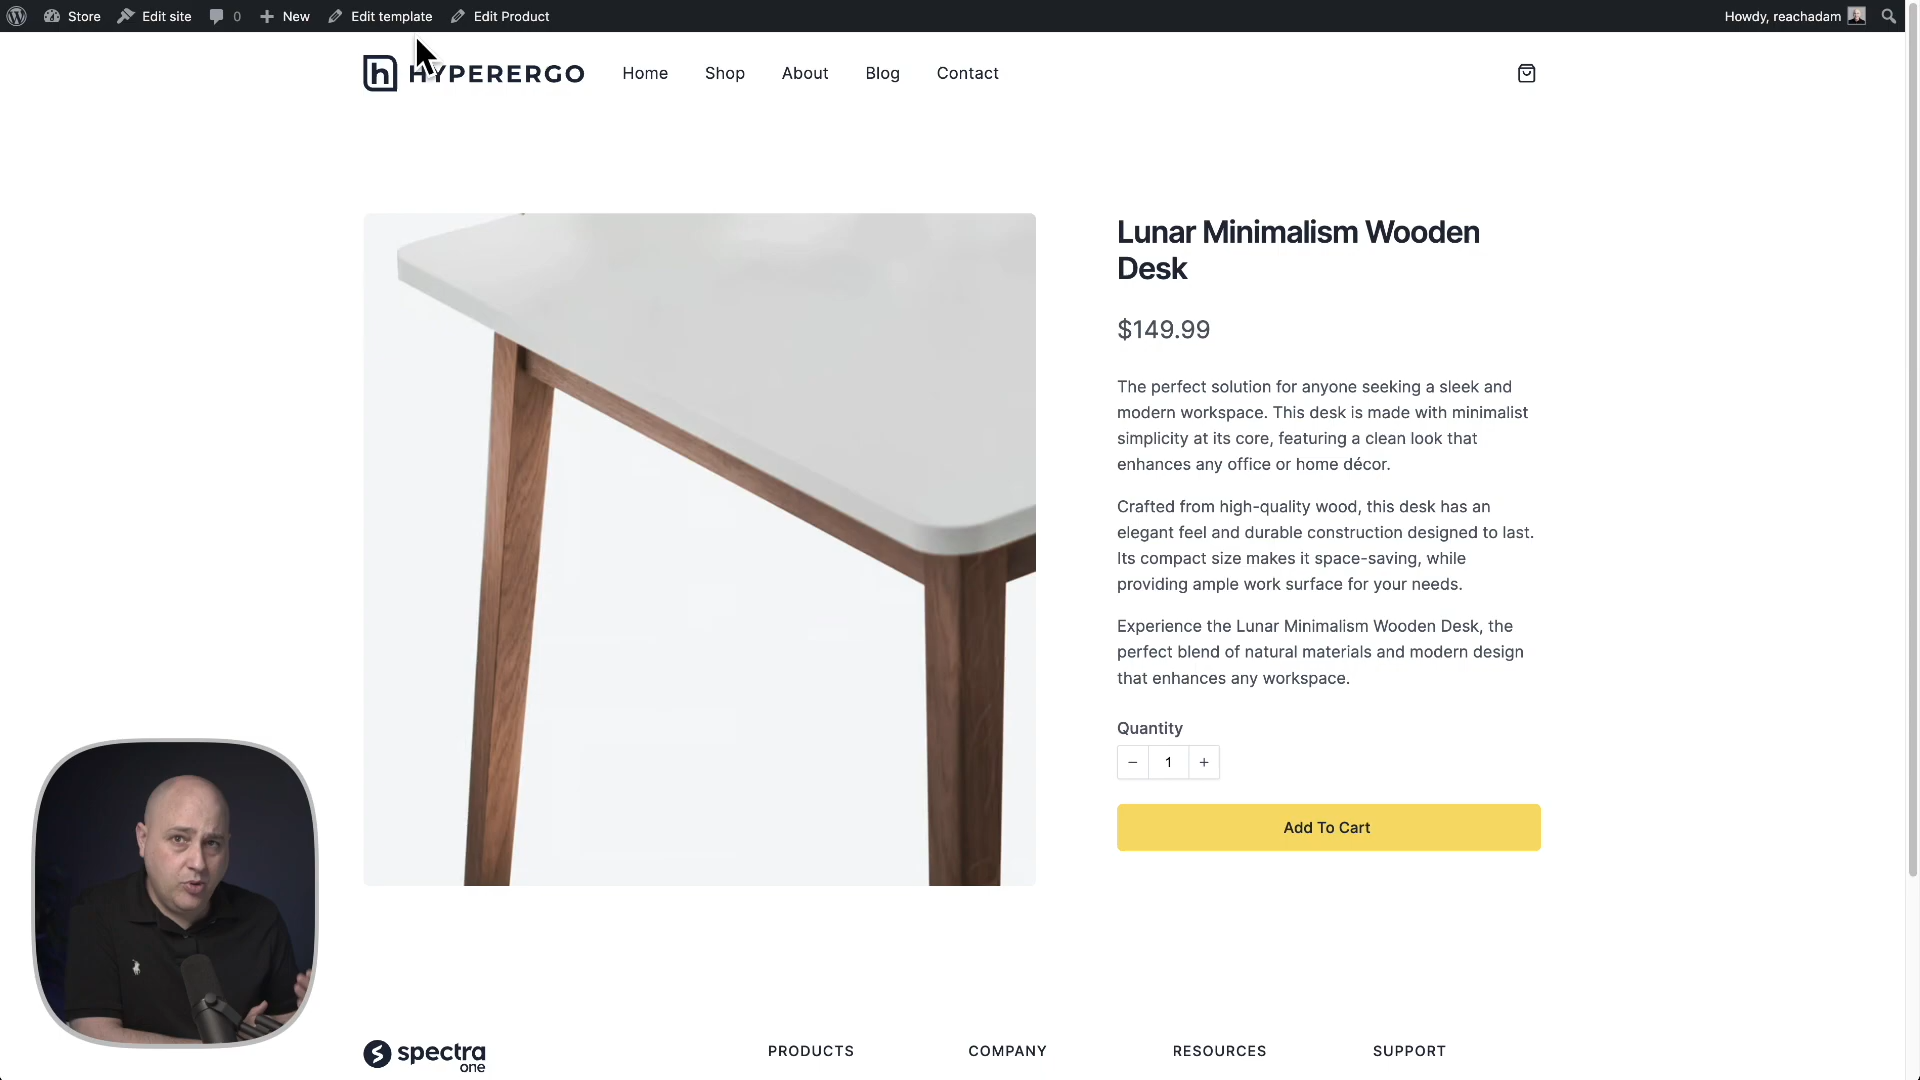 Store
Edit site
0
New
Edit template
Edit Product
Howdy, reachadam
HYPERERGO
Home
Shop
About
Blog
Contact
Lunar Minimalism Wooden
Desk
$149.99
The perfect solution for anyone seeking a sleek and
modern workspace. This desk is made with minimalist
simplicity at its core, featuring a clean look that
enhances any office or home décor.
Crafted from high-quality wood, this desk has an
elegant feel and durable construction designed to last.
Its compact size makes it space-saving, while
providing ample work surface for your needs.
Experience the Lunar Minimalism Wooden Desk, the
perfect blend of natural materials and modern design
that enhances any workspace.
Quantity
− 1 +
Add To Cart
spectra
one
PRODUCTS
COMPANY
RESOURCES
SUPPORT